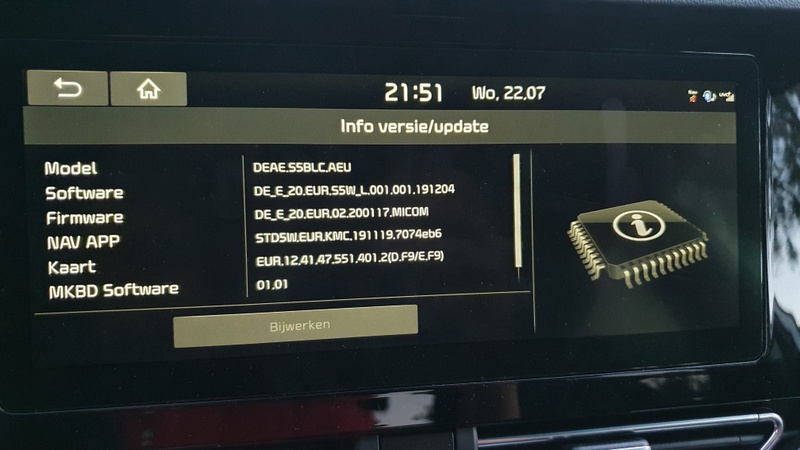 21:51 Wo, 22.07
Info versie/update
Model DEAE.S5BLC.AEU
Software DE_E_20.EUR.S5W_L.001.001.191204
Firmware DE_E_20.EUR.02.200117.MICOM
NAV APP STD5W.EUR.KMC.191119.7074eb6
Kaart EUR.12.41.47.551.401.2(D.F9/E.F9)
MKBD Software 01.01
Bijwerken